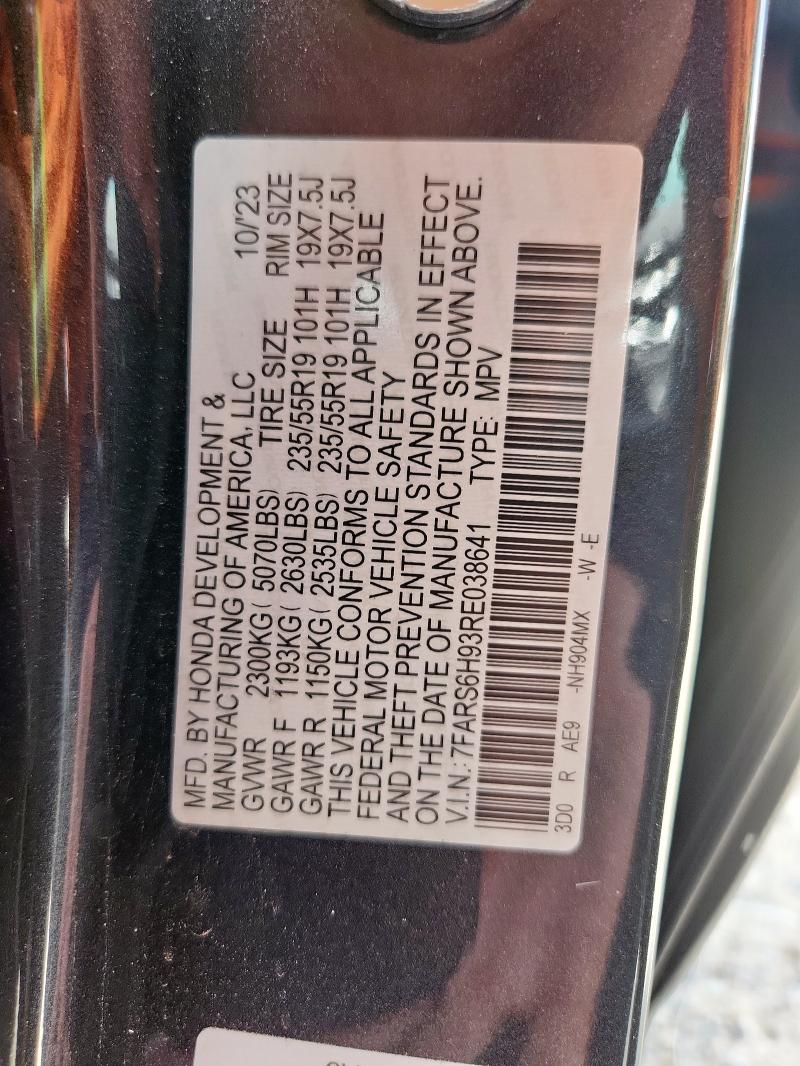 MFD. BY HONDA DEVELOPMENT &
MANUFACTURING OF AMERICA, LLC 10/'23
GVWR 2300KG( 5070LBS) TIRE SIZE RIM SIZE
GAWR F 1193KG( 2630LBS) 235/55R19 101H 19X7.5J
GAWR R 1150KG( 2535LBS) 235/55R19 101H 19X7.5J
THIS VEHICLE CONFORMS TO ALL APPLICABLE
FEDERAL MOTOR VEHICLE SAFETY
AND THEFT PREVENTION STANDARDS IN EFFECT
ON THE DATE OF MANUFACTURE SHOWN ABOVE.
V.I.N.: 7FARS6H93RE038641 TYPE: MPV
3D0 R AE9 -NH904MX -W -E